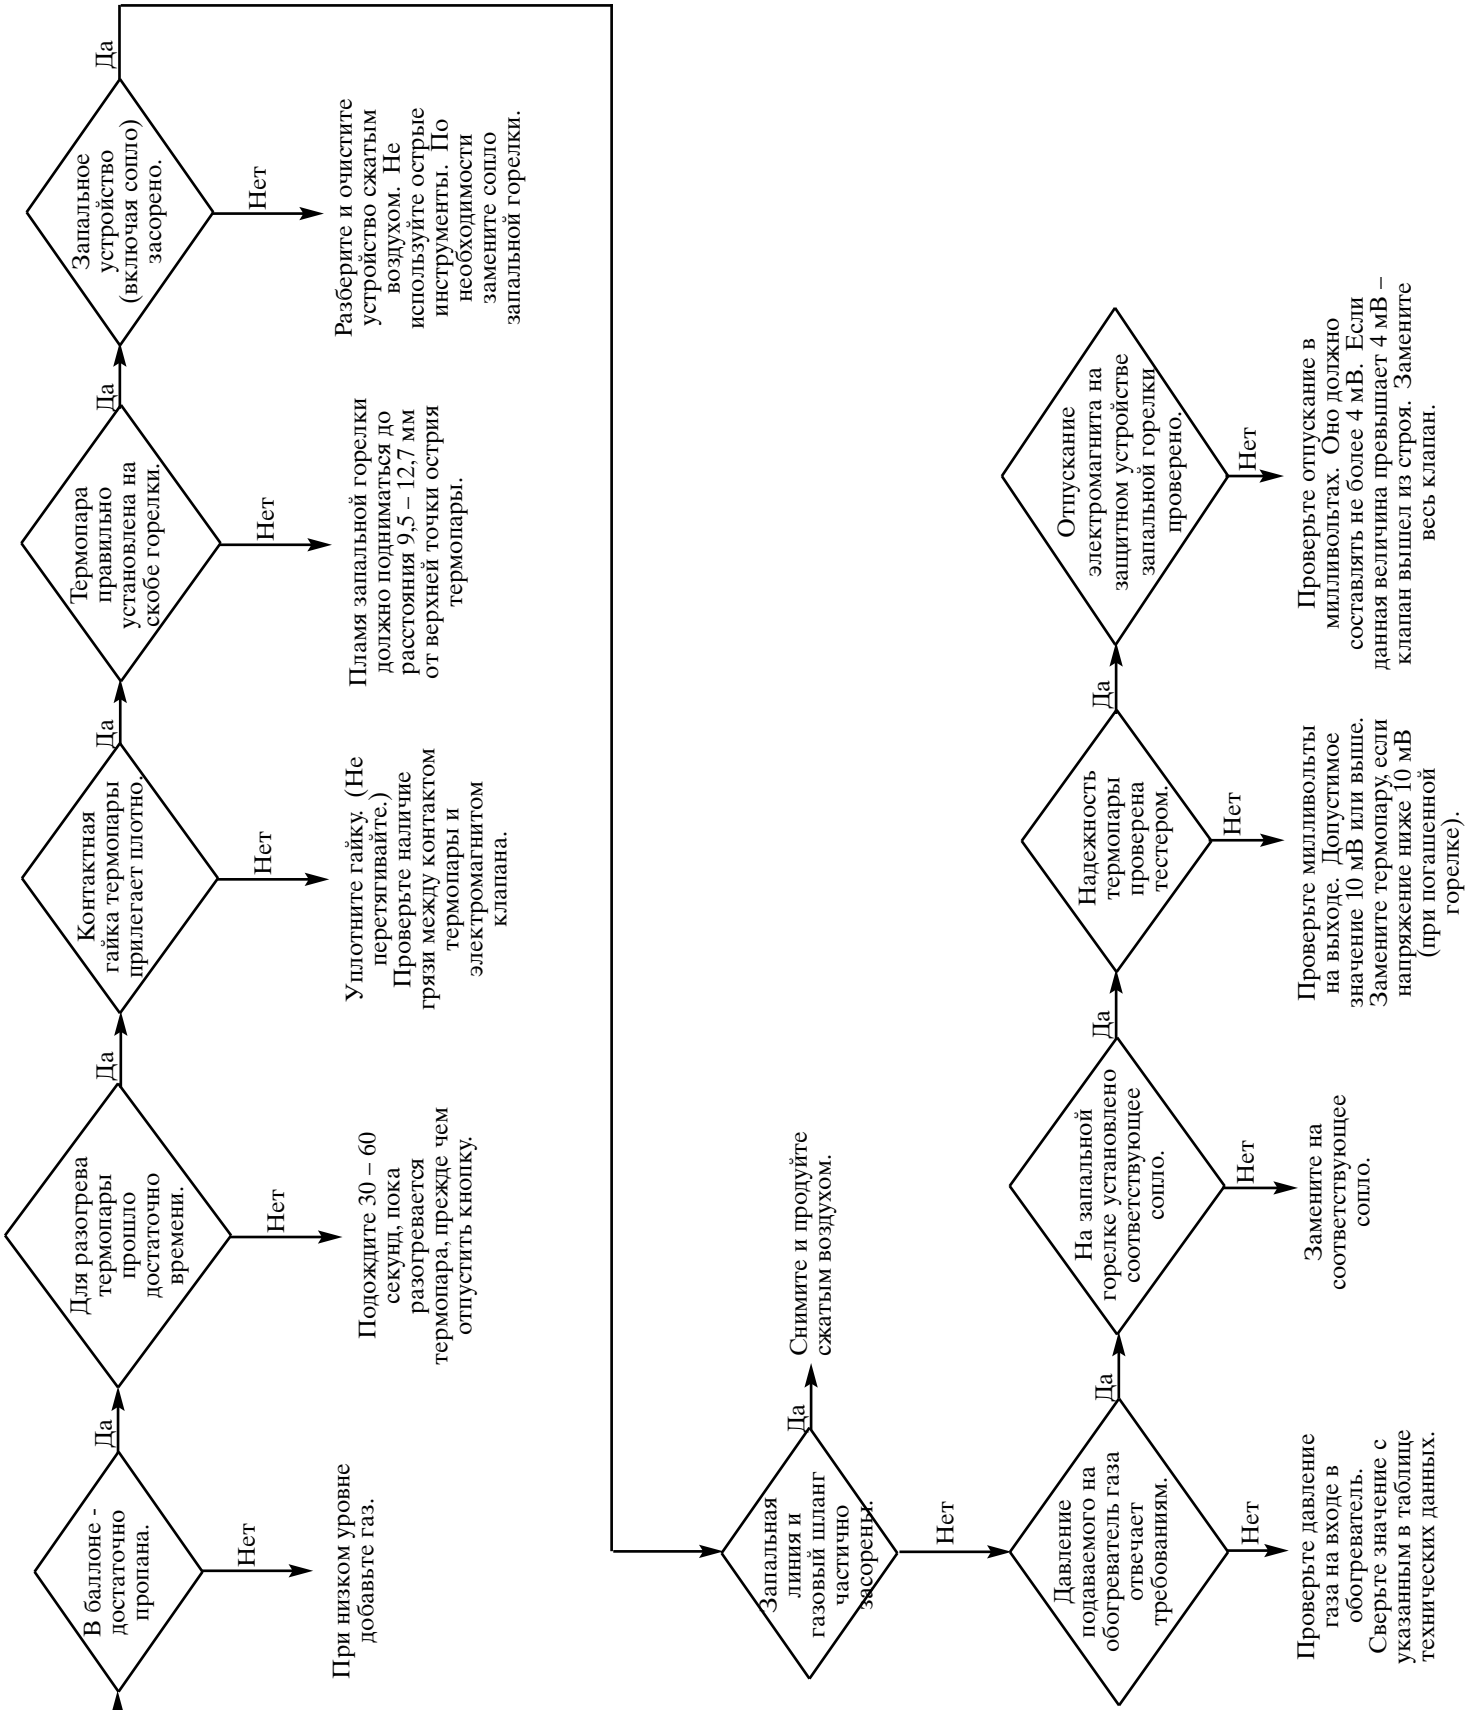 В баллоне -
достаточно
пропана.
Да
Нет
При низком уровне
добавьте газ.
Для разогрева
термопары
прошло
достаточно
времени.
Да
Нет
Подождите 30 – 60
секунд, пока
разогревается
термопара, прежде чем
отпустить кнопку.
Контактная
гайка термопары
прилегает плотно.
Да
Нет
Уплотните гайку. (Не
перетягивайте.)
Проверьте наличие
грязи между контактом
термопары и
электромагнитом
клапана.
Термопара
правильно
установлена на
скобе горелки.
Да
Нет
Пламя запальной горелки
должно подниматься до
расстояния 9,5 – 12,7 мм
от верхней точки острия
термопары.
Запальное
устройство
(включая сопло)
засорено.
Да
Нет
Разберите и очистите
устройство сжатым
воздухом. Не
используйте острые
инструменты. По
необходимости
замените сопло
запальной горелки.
Запальная
линия и
газовый шланг
частично
засорены.
Да
Снимите и продуйте
сжатым воздухом.
Нет
Давление
подаваемого на
обогреватель газа
отвечает
требованиям.
Да
Нет
Проверьте давление
газа на входе в
обогреватель.
Сверьте значение с
указанным в таблице
технических данных.
На запальной
горелке установлено
соответствующее
сопло.
Да
Нет
Замените на
соответствующее
сопло.
Надежность
термопары
проверена
тестером.
Да
Нет
Проверьте милливольты
на выходе. Допустимое
значение 10 мВ или выше.
Замените термопару, если
напряжение ниже 10 мВ
(при погашенной
горелке).
Отпускание
электромагнита на
защитном устройстве
запальной горелки
проверено.
Нет
Проверьте отпускание в
милливольтах. Оно должно
составлять не более 4 мВ. Если
данная величина превышает 4 мВ –
клапан вышел из строя. Замените
весь клапан.